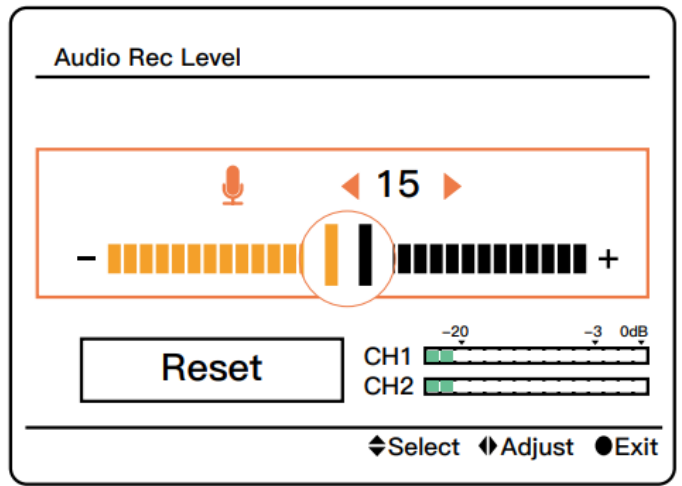 Audio Rec Level
15
– +
–20 –3 0dB
Reset
CH1
CH2
Select Adjust Exit